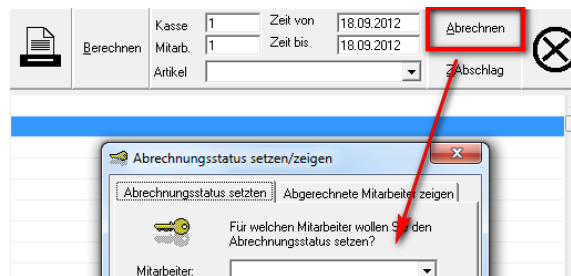 Kasse 1 Zeit von 18.09.2012 Abrechnen
Berechnen Mitarb. 1 Zeit bis 18.09.2012
Artikel ZAbschlag
Abrechnungsstatus setzen/zeigen
Abrechnungsstatus setzten Abgerechnete Mitarbeiter zeigen
Für welchen Mitarbeiter wollen Sie den
Abrechnungsstatus setzen?
Mitarbeiter: